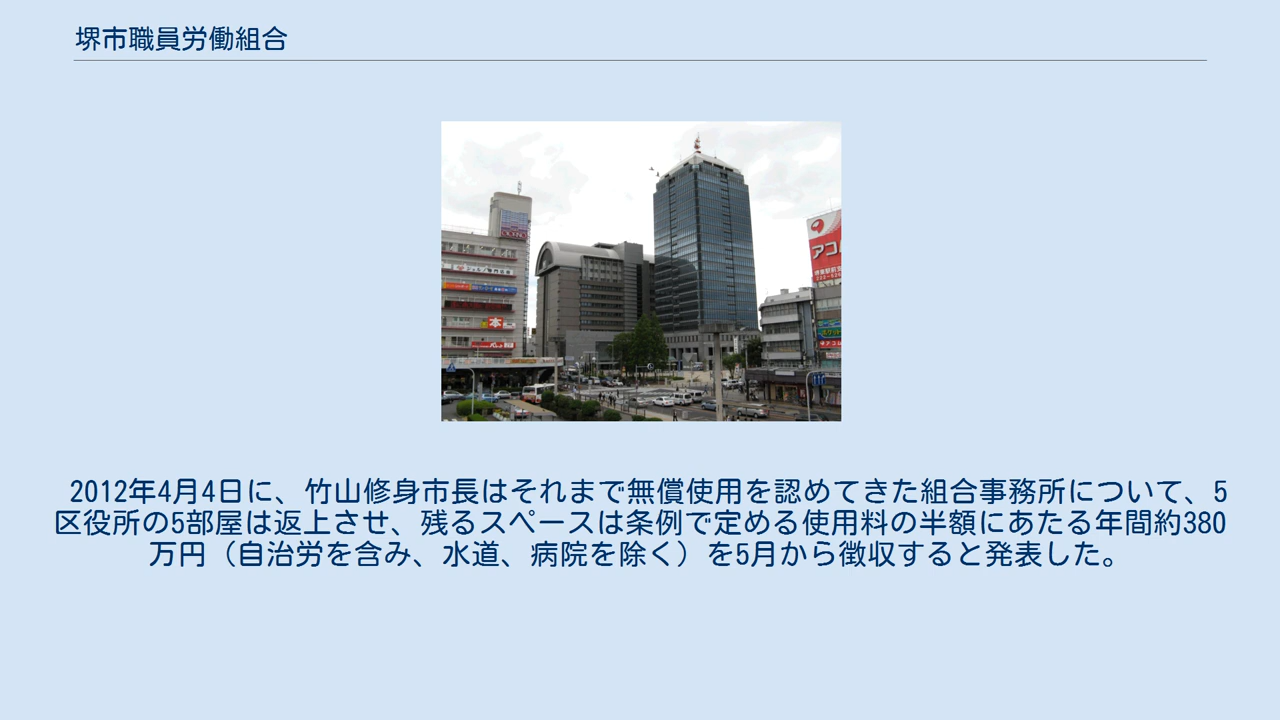 堺市職員労働組合
本
アコ
2012年4月4日に、竹山修身市長はそれまで無償使用を認めてきた組合事務所について、5
区役所の5部屋は返上させ、残るスペースは条例で定める使用料の半額にあたる年間約380
万円（自治労を含み、水道、病院を除く）を5月から徴収すると発表した。